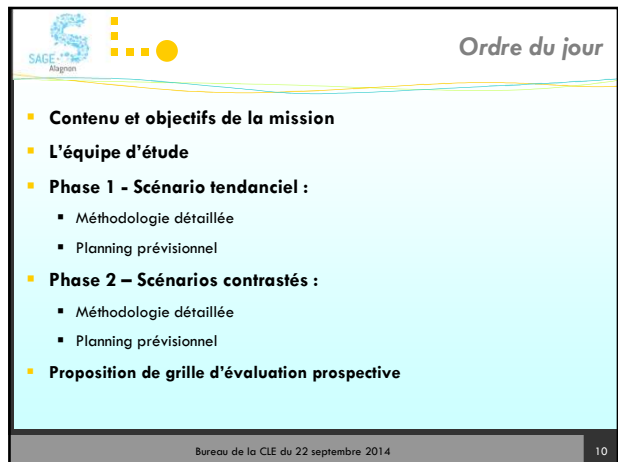 SAGE
Alagnon
Ordre du jour
Contenu et objectifs de la mission
L'équipe d'étude
Phase 1 - Scénario tendanciel :
Méthodologie détaillée
Planning prévisionnel
Phase 2 – Scénarios contrastés :
Méthodologie détaillée
Planning prévisionnel
Proposition de grille d'évaluation prospective
Bureau de la CLE du 22 septembre 2014
10